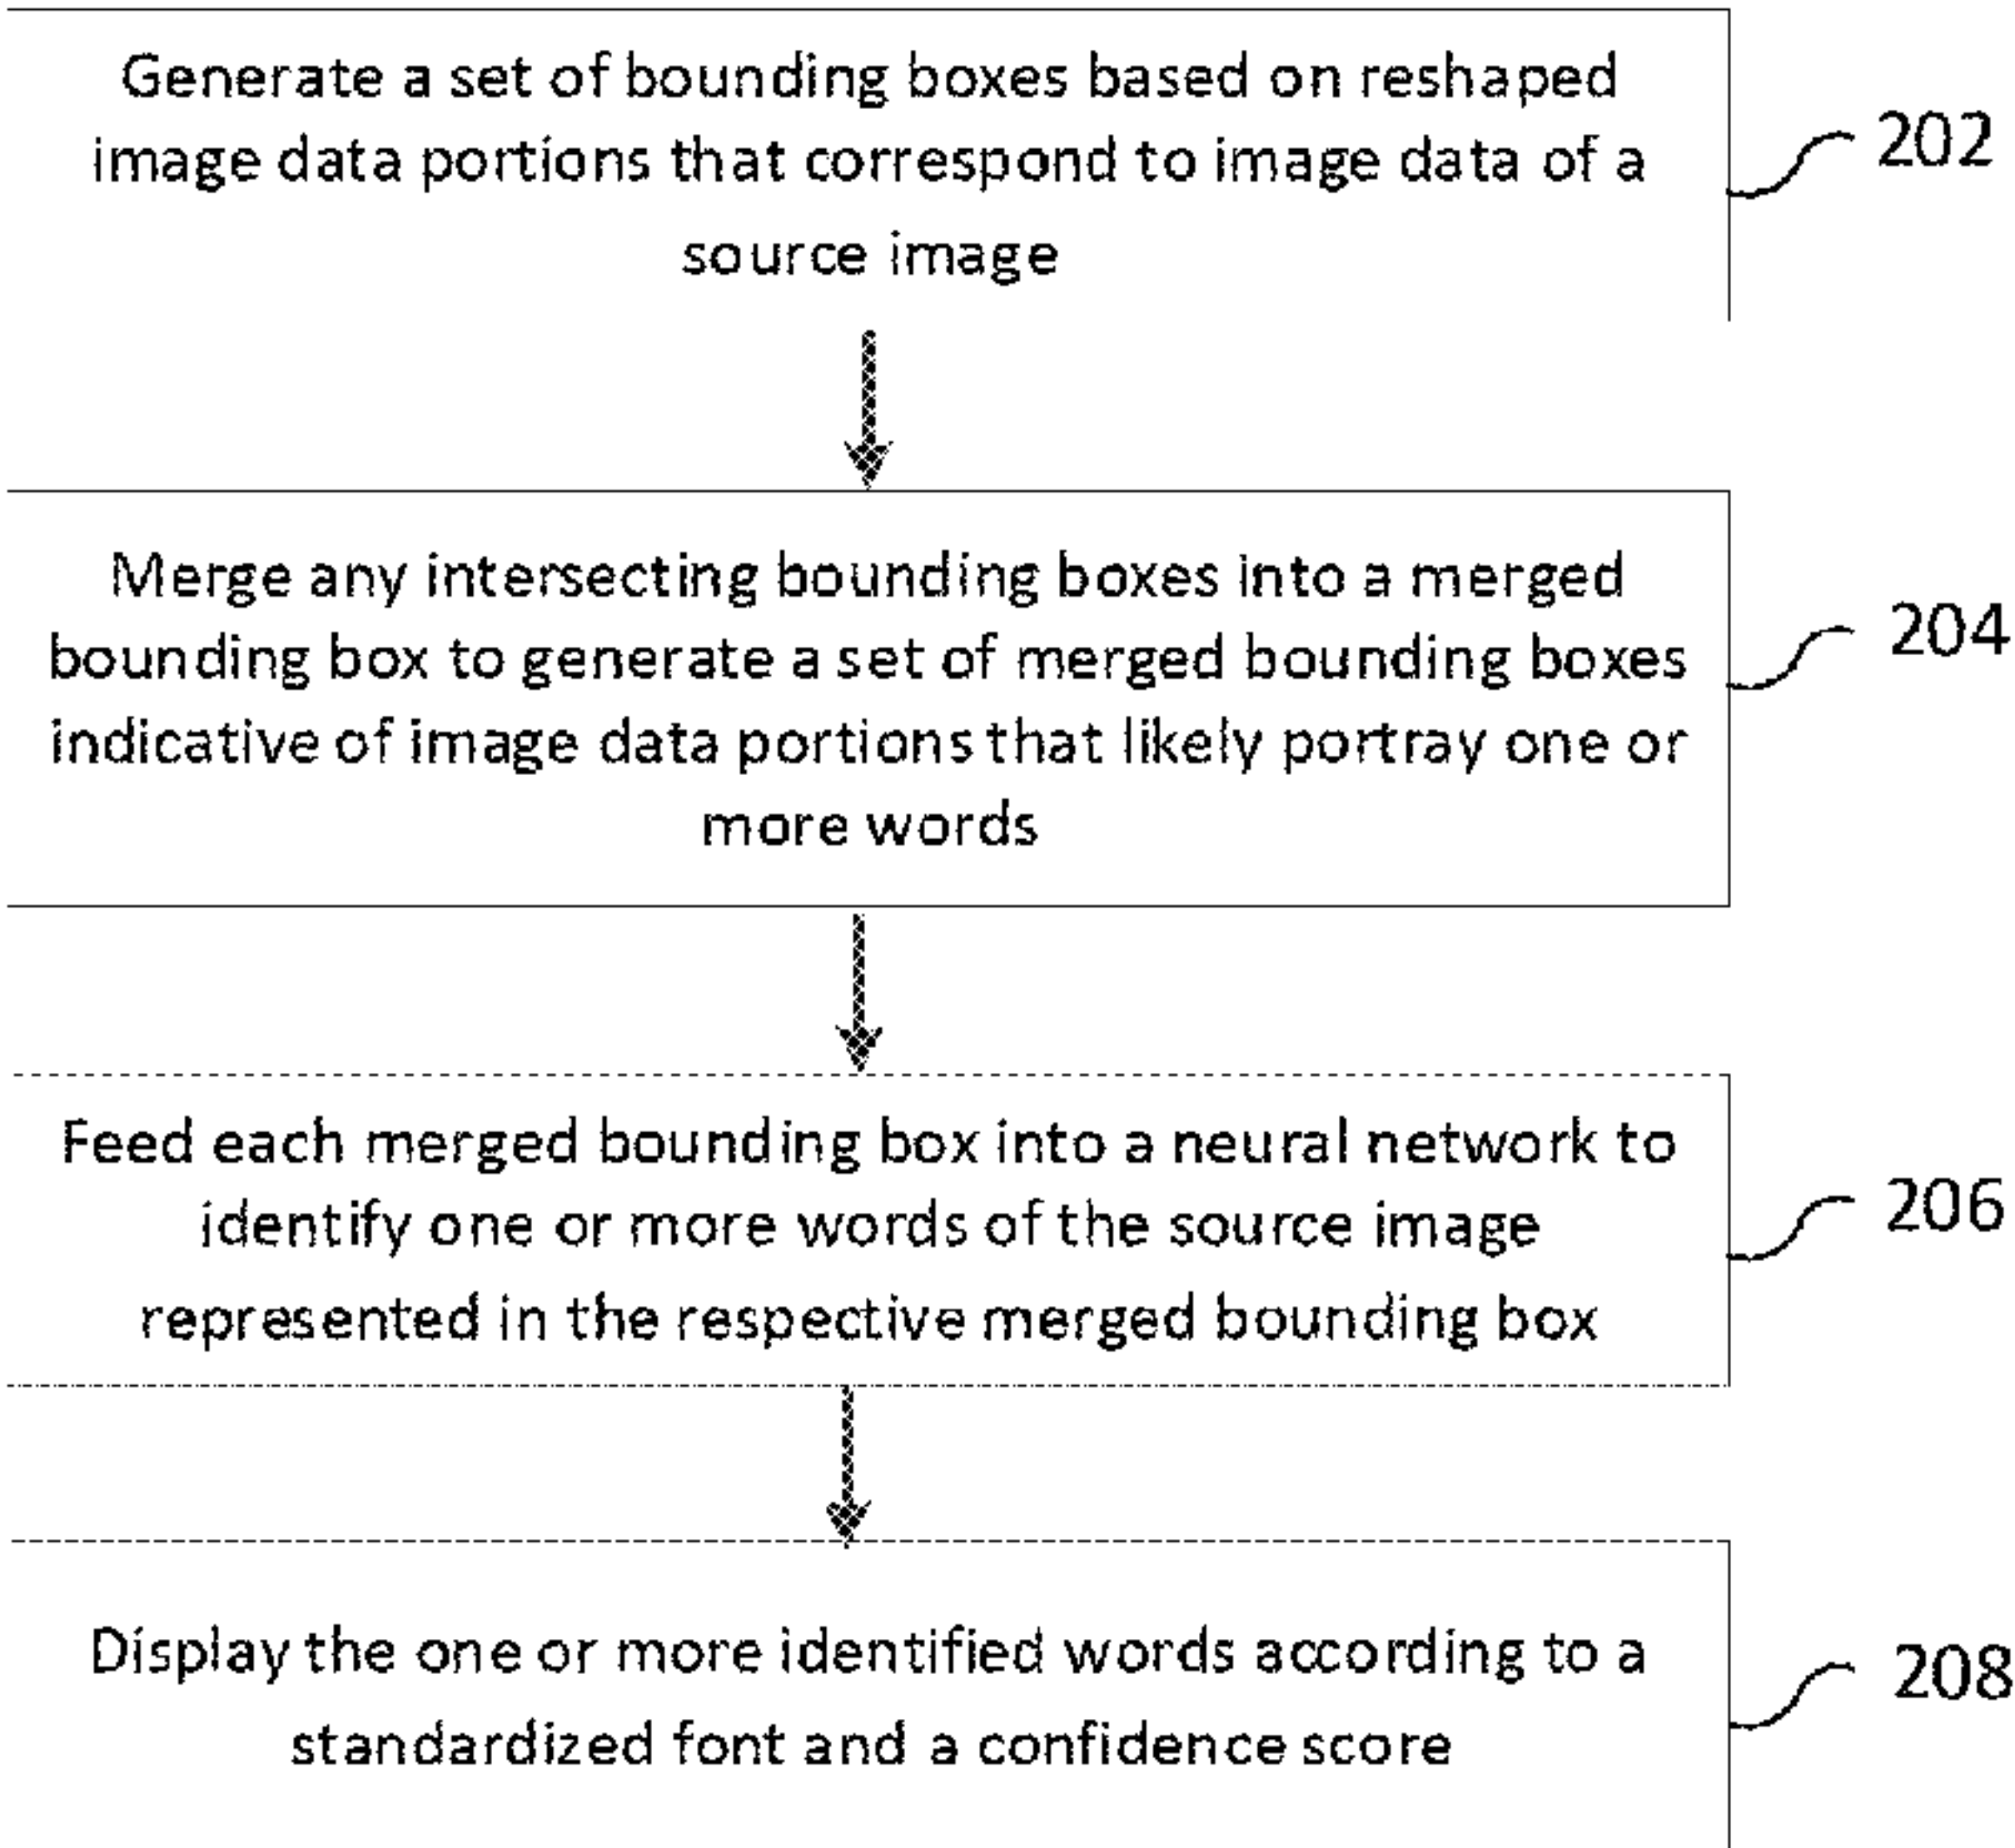 Generate a set of bounding boxes based on reshaped
image data portions that correspond to image data of a
source image
202
Merge any intersecting bounding boxes into a merged
bounding box to generate a set of merged bounding boxes
indicative of image data portions that likely portray one or
more words
204
Feed each merged bounding box into a neural network to
identify one or more words of the source image
represented in the respective merged bounding box
206
Display the one or more identified words according to a
standardized font and a confidence score
208